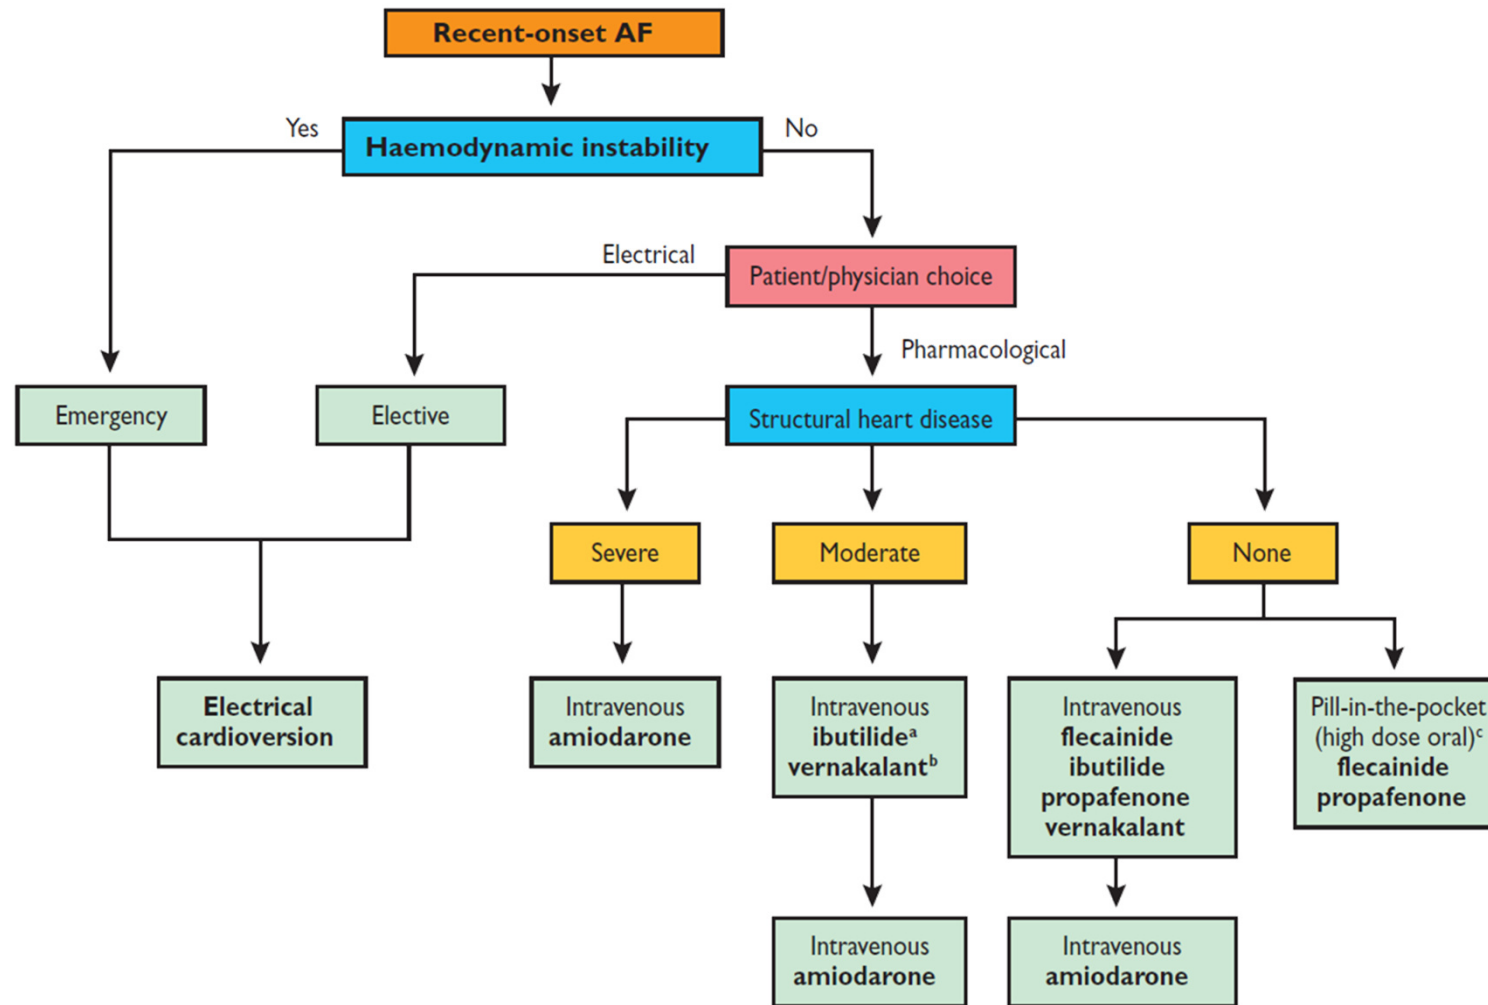 Recent-onset AF
Yes
Haemodynamic instability
No
Electrical
Patient/physician choice
Pharmacological
Emergency
Elective
Structural heart disease
Severe
Moderate
None
Electrical
cardioversion
Intravenous
amiodarone
Intravenous
ibutilideᵃ
vernakalantᵇ
Intravenous
flecainide
ibutilide
propafenone
vernakalant
Pill-in-the-pocket
(high dose oral)ᶜ
flecainide
propafenone
Intravenous
amiodarone
Intravenous
amiodarone